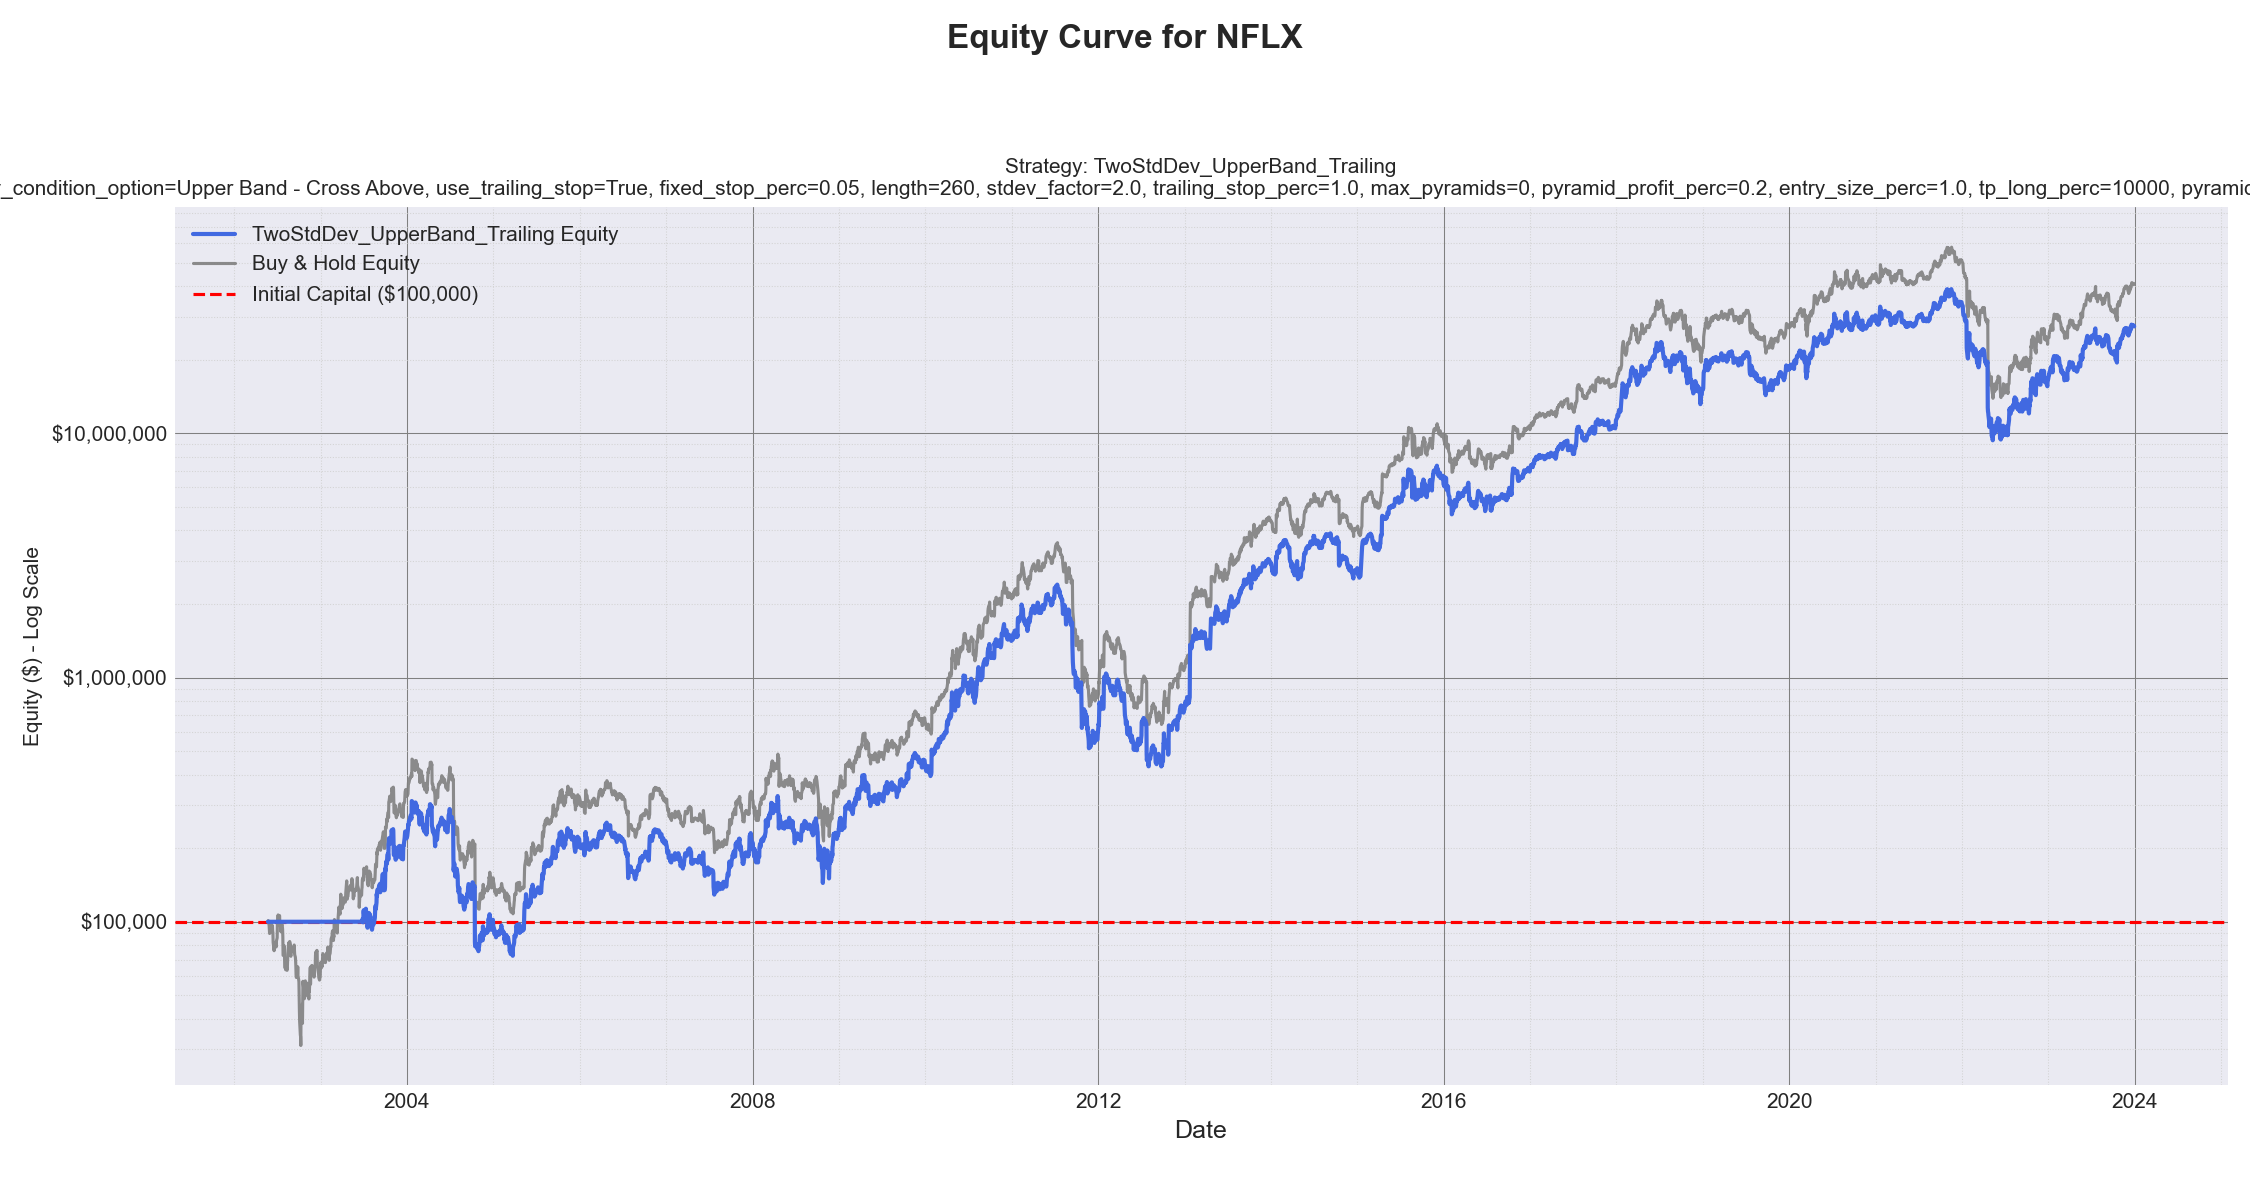 Equity Curve for NFLX
Strategy: TwoStdDev_UpperBand_Trailing
_condition_option=Upper Band - Cross Above, use_trailing_stop=True, fixed_stop_perc=0.05, length=260, stdev_factor=2.0, trailing_stop_perc=1.0, max_pyramids=0, pyramid_profit_perc=0.2, entry_size_perc=1.0, tp_long_perc=10000, pyramid
TwoStdDev_UpperBand_Trailing Equity
Buy & Hold Equity
Initial Capital ($100,000)
$10,000,000
$1,000,000
$100,000
Equity ($) - Log Scale
2004
2008
2012
2016
2020
2024
Date